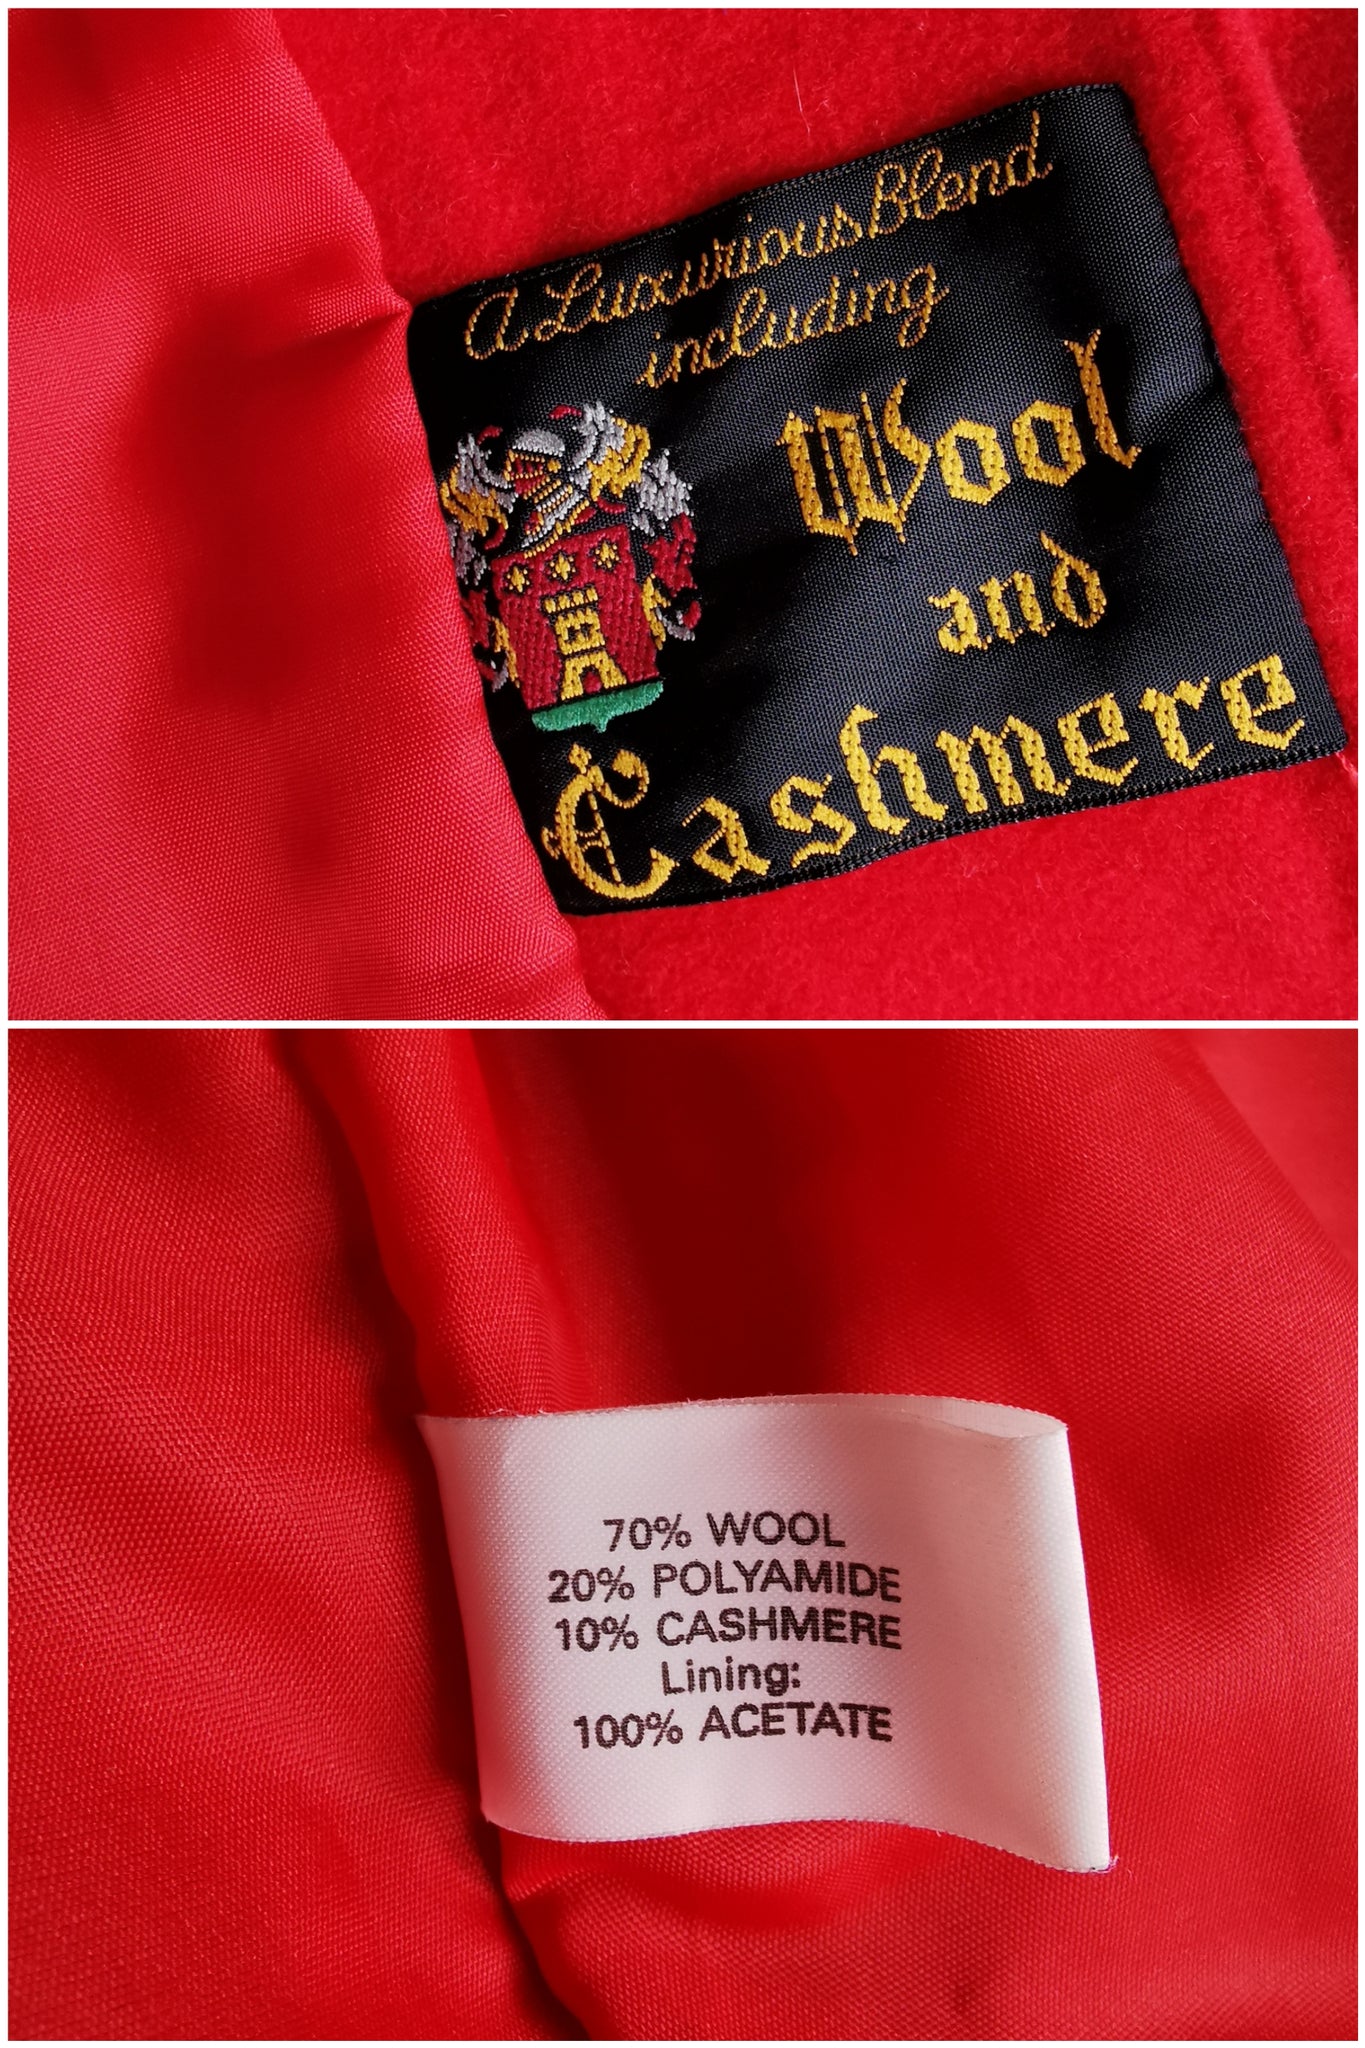 A Luxurious Blend
including
Wool
and
Cashmere
70% WOOL
20% POLYAMIDE
10% CASHMERE
Lining:
100% ACETATE